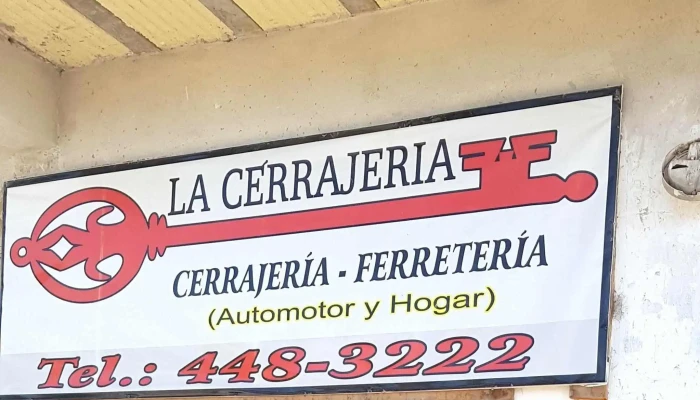 LA CERRAJERIA
CERRAJERÍA - FERRETERÍA
(Automotor y Hogar)
Tel.: 448-3222